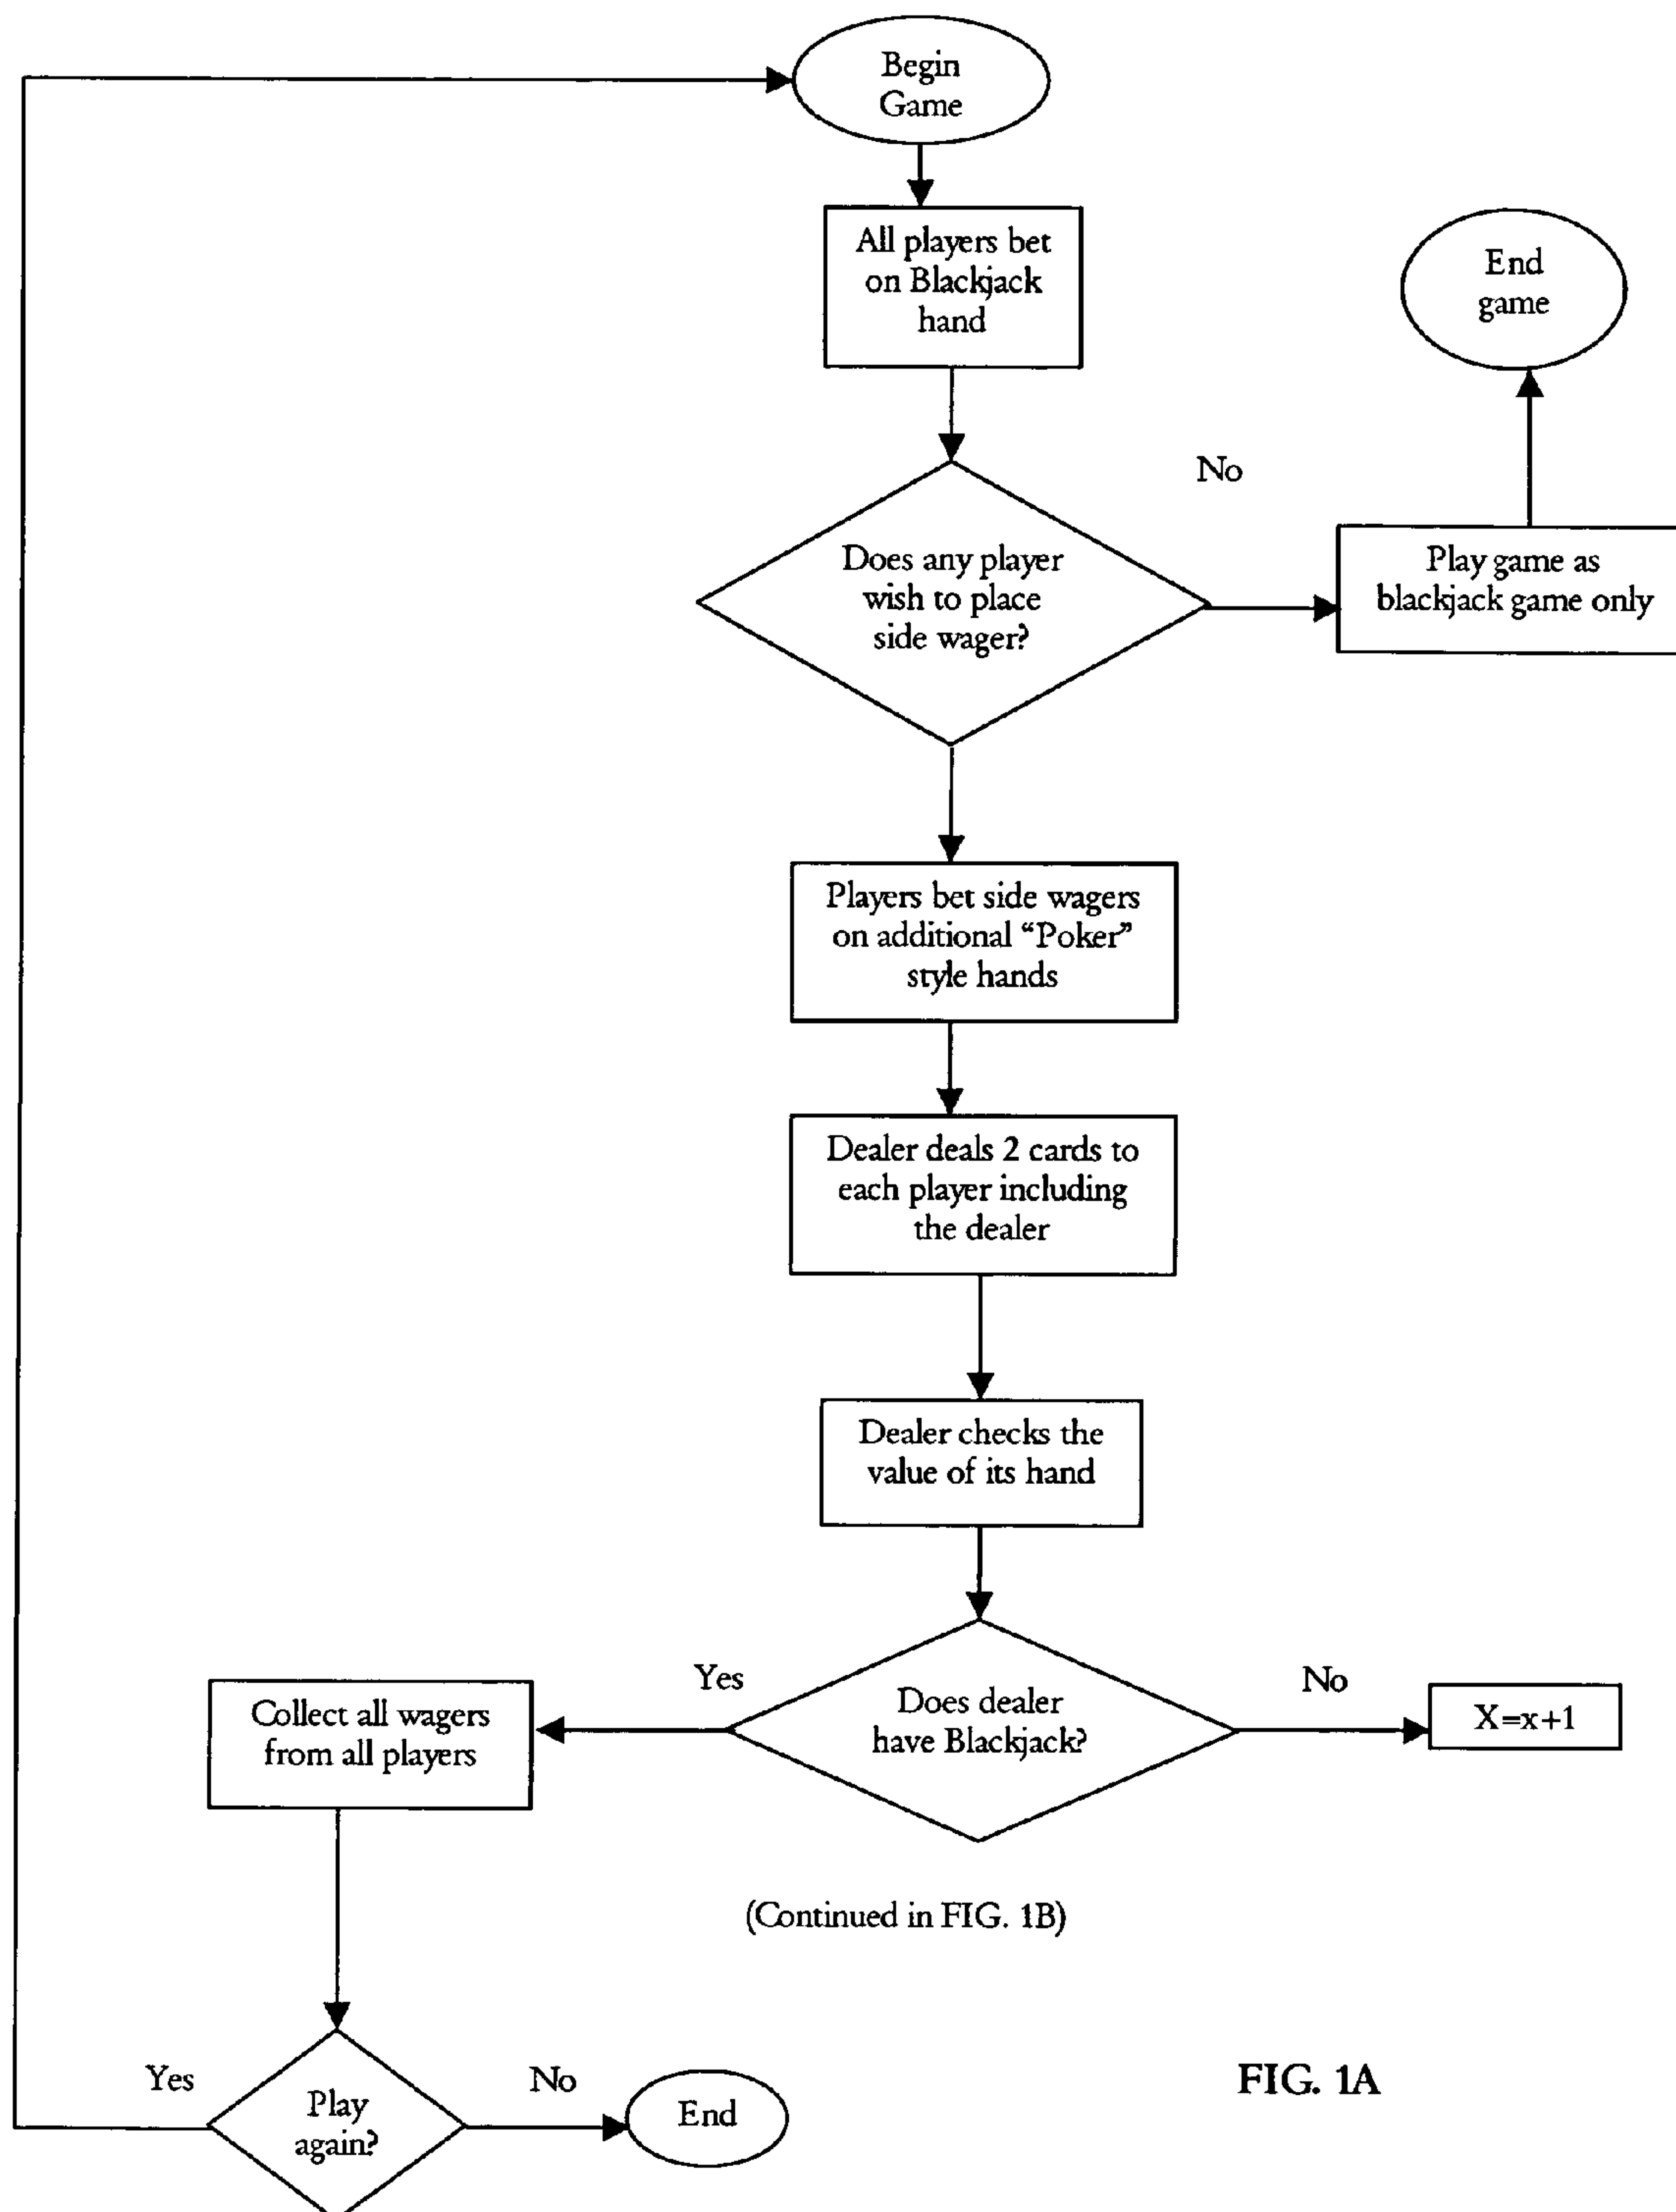 Begin
Game
All players bet
on Blackjack
hand
End
game
No
Does any player
wish to place
side wager?
Play game as
blackjack game only
Players bet side wagers
on additional “Poker”
style hands
Dealer deals 2 cards to
each player including
the dealer
Dealer checks the
value of its hand
Yes
Does dealer
have Blackjack?
No
X=x+1
Collect all wagers
from all players
(Continued in FIG. 1B)
Yes
Play
again?
No
End
FIG. 1A